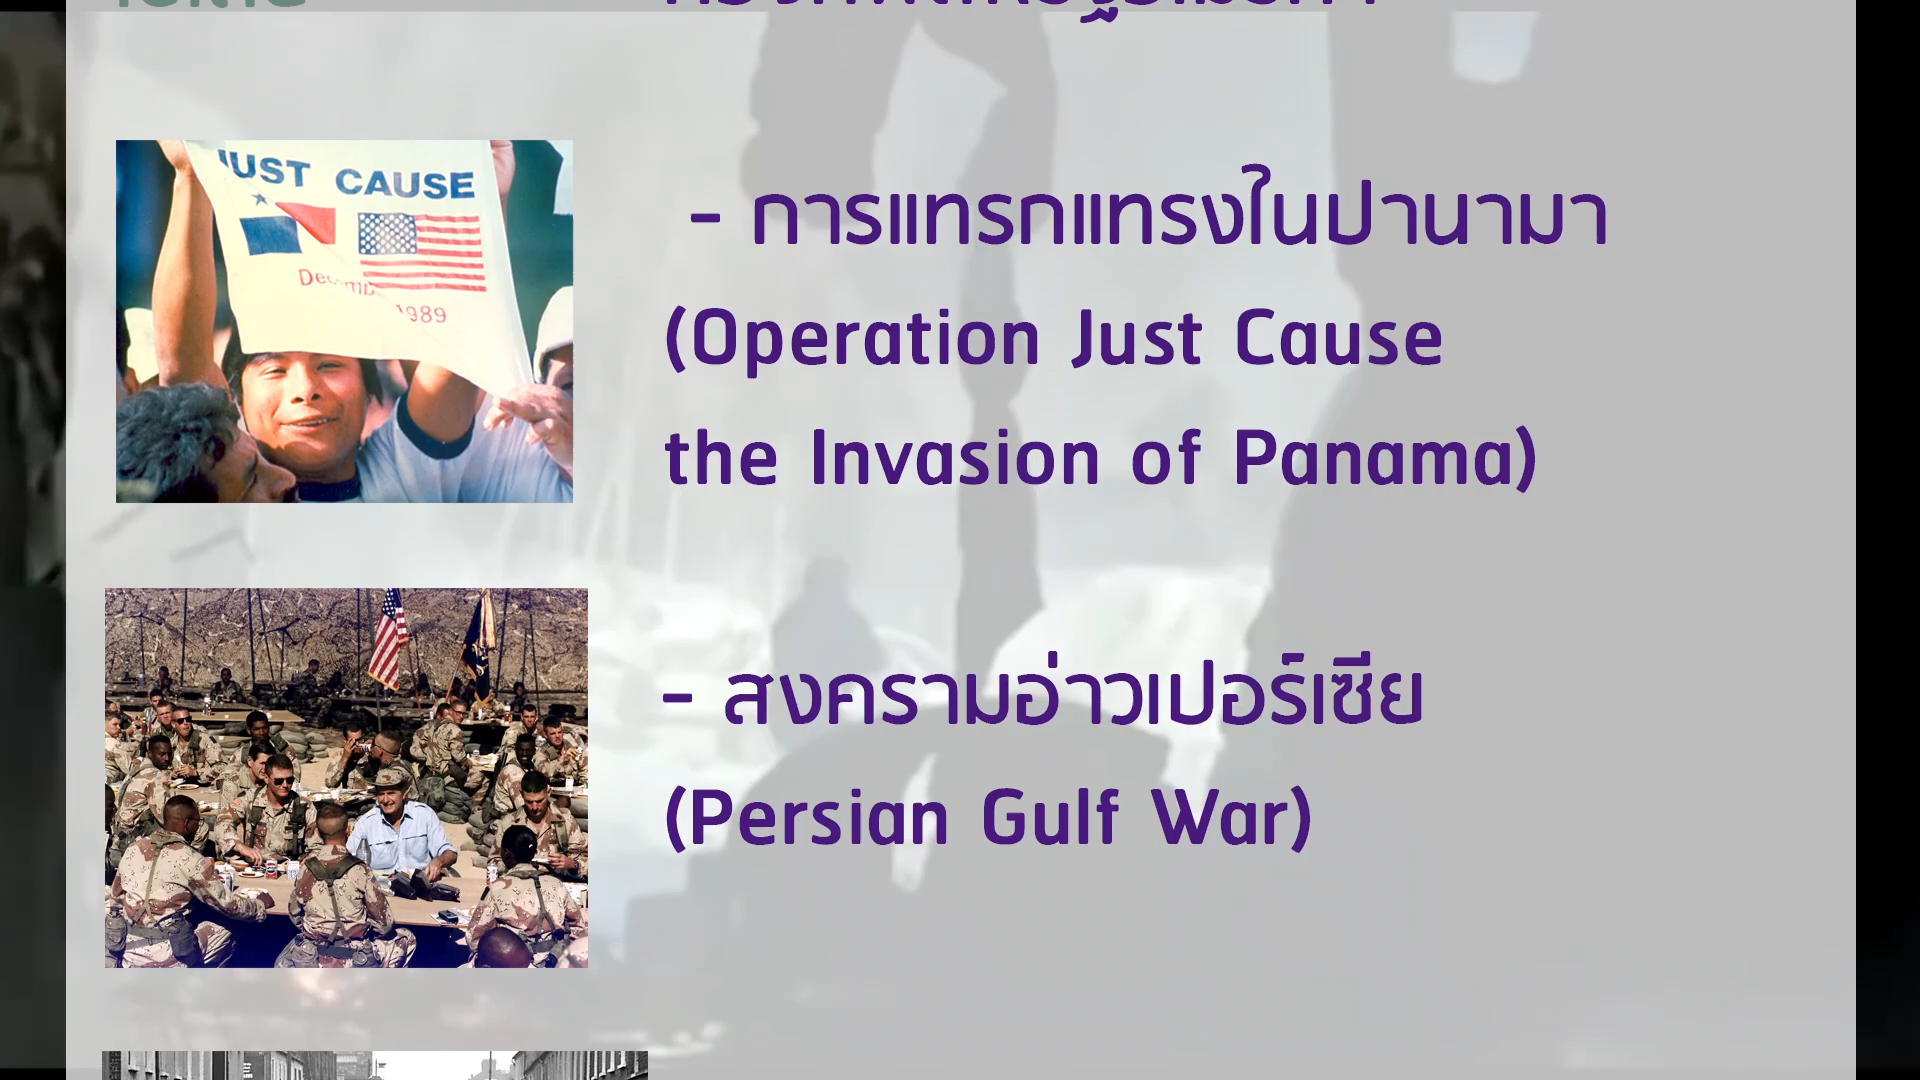 JUST CAUSE
1989
- การแทรกแทรงในปานามา
(Operation Just Cause
the Invasion of Panama)
- สงครามอ่าวเปอร์เซีย
(Persian Gulf War)